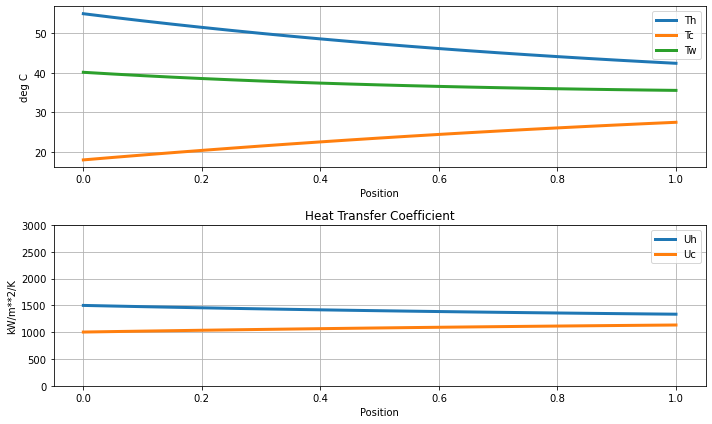 deg C
50
40
30
20
Th
Tc
Tw
0.0 0.2 0.4 0.6 0.8 1.0
Position
Heat Transfer Coefficient
kW/m**2/K
3000
2500
2000
1500
1000
500
0
Uh
Uc
0.0 0.2 0.4 0.6 0.8 1.0
Position